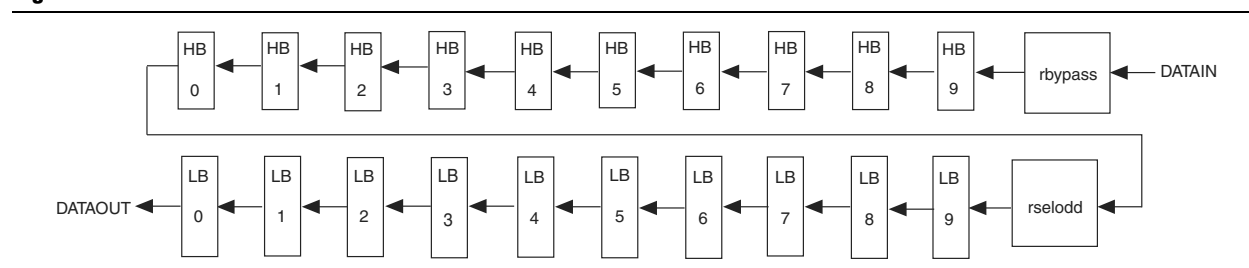 HB HB HB HB HB HB HB HB HB HB
0 1 2 3 4 5 6 7 8 9 rbypass DATAIN
LB LB LB LB LB LB LB LB LB LB
DATAOUT 0 1 2 3 4 5 6 7 8 9 rselodd